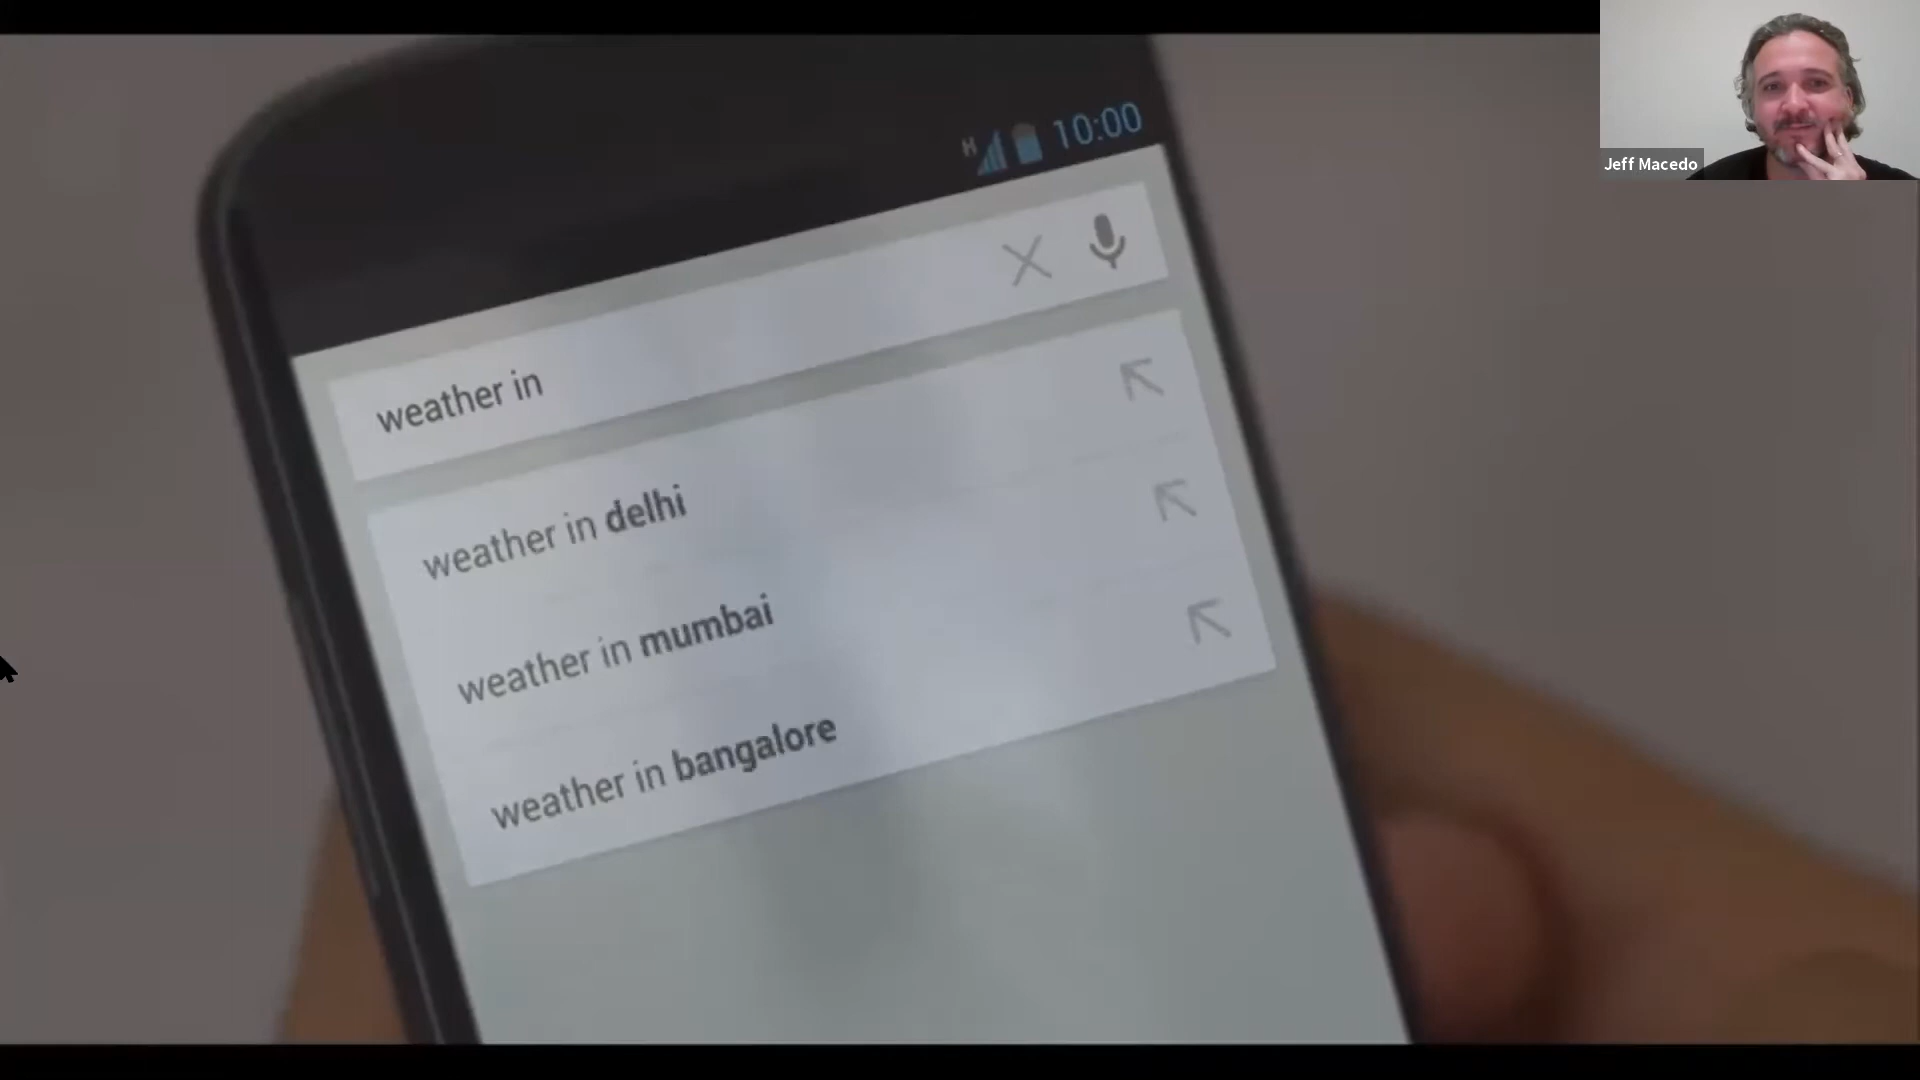 H 10:00
weather in
weather in delhi
weather in mumbai
weather in bangalore
Jeff Macedo